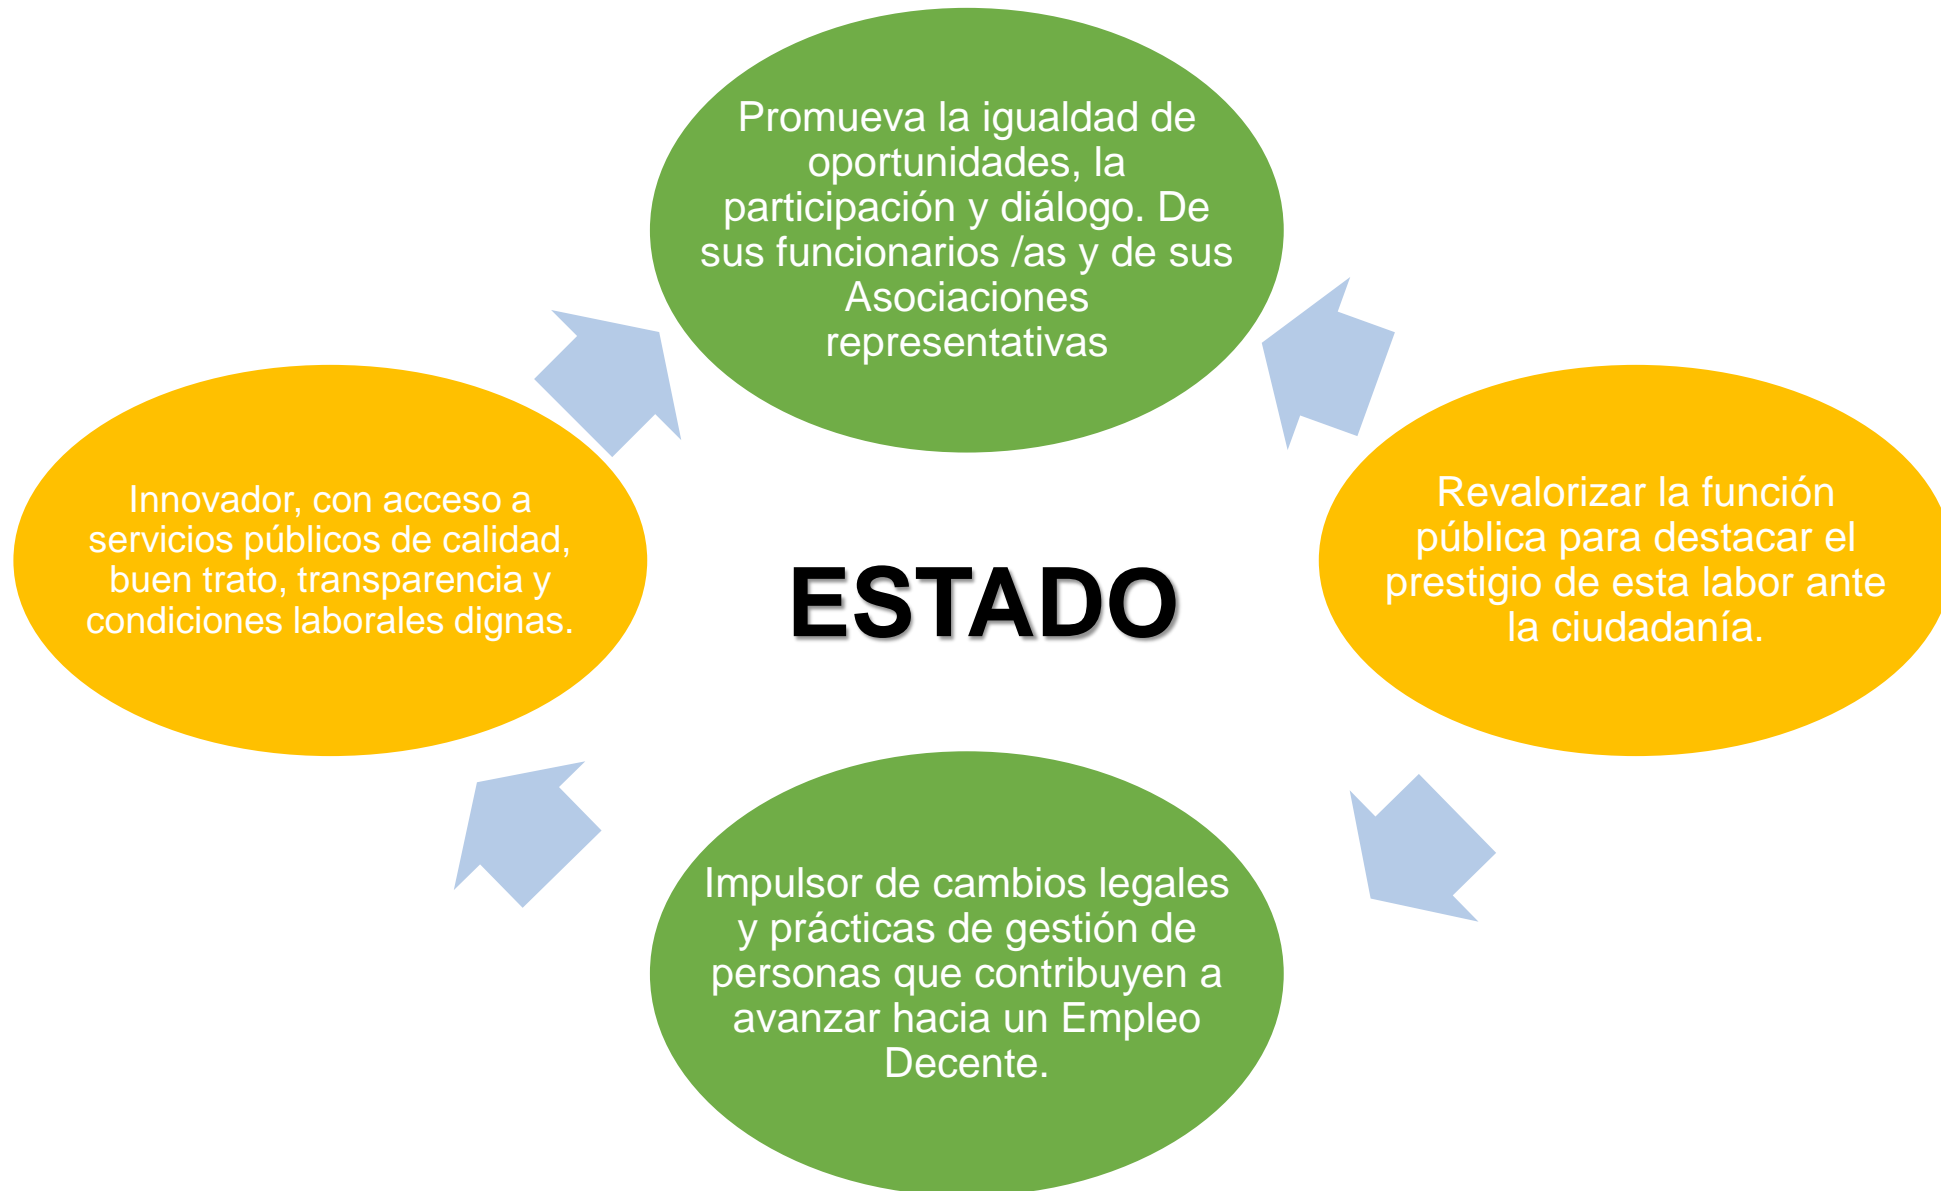 Promueva la igualdad de
oportunidades, la
participación y diálogo. De
sus funcionarios /as y de sus
Asociaciones
representativas
Innovador, con acceso a
servicios públicos de calidad,
buen trato, transparencia y
condiciones laborales dignas.
ESTADO
Revalorizar la función
pública para destacar el
prestigio de esta labor ante
la ciudadanía.
Impulsor de cambios legales
y prácticas de gestión de
personas que contribuyen a
avanzar hacia un Empleo
Decente.